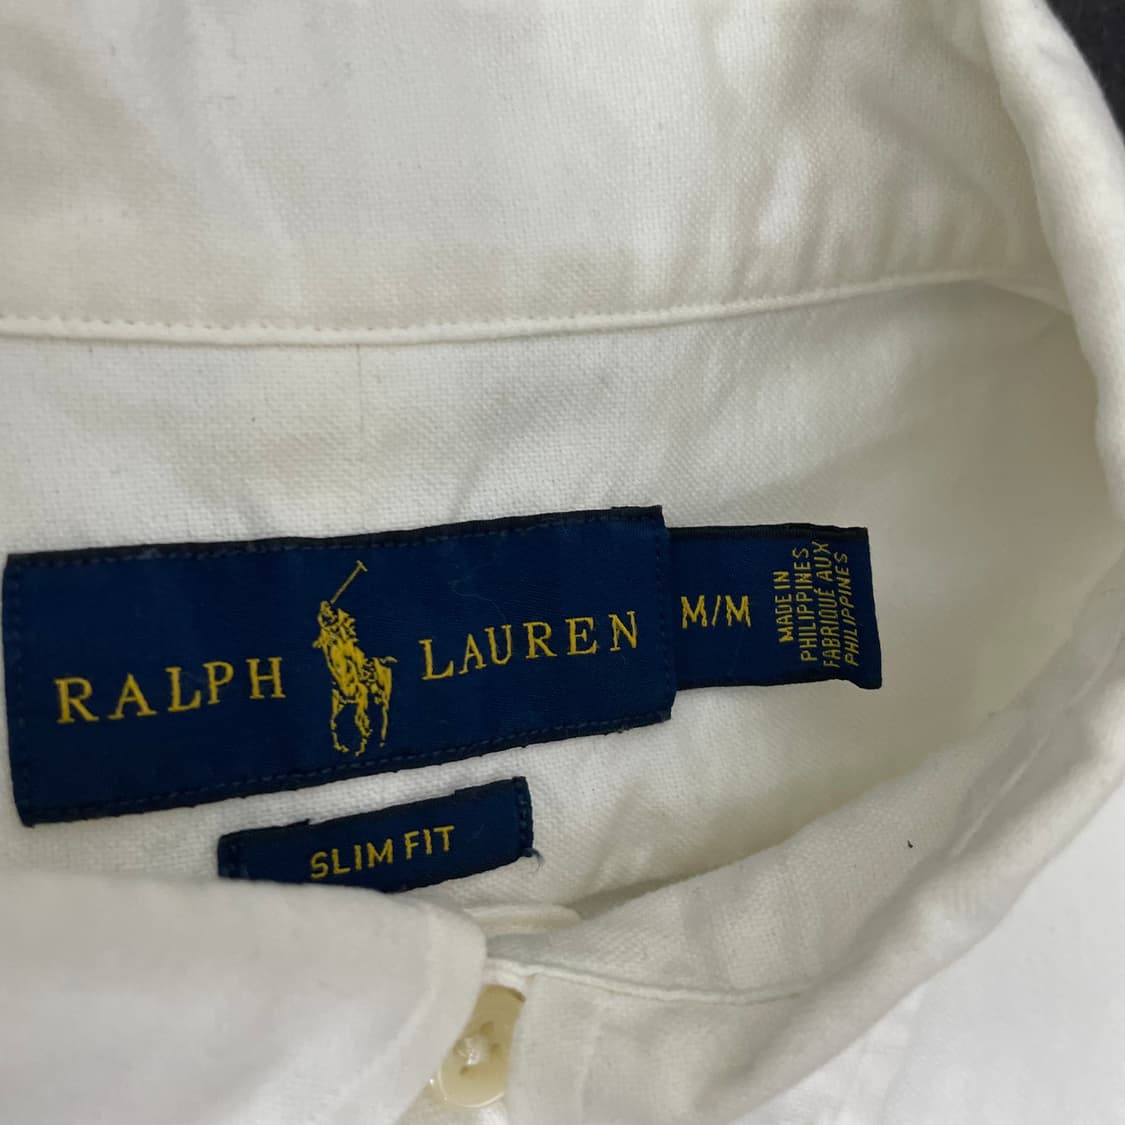 RALPH LAUREN
M/M
MADE IN
PHILIPPINES
FABRIQUÉ AUX
PHILIPPINES
SLIM FIT